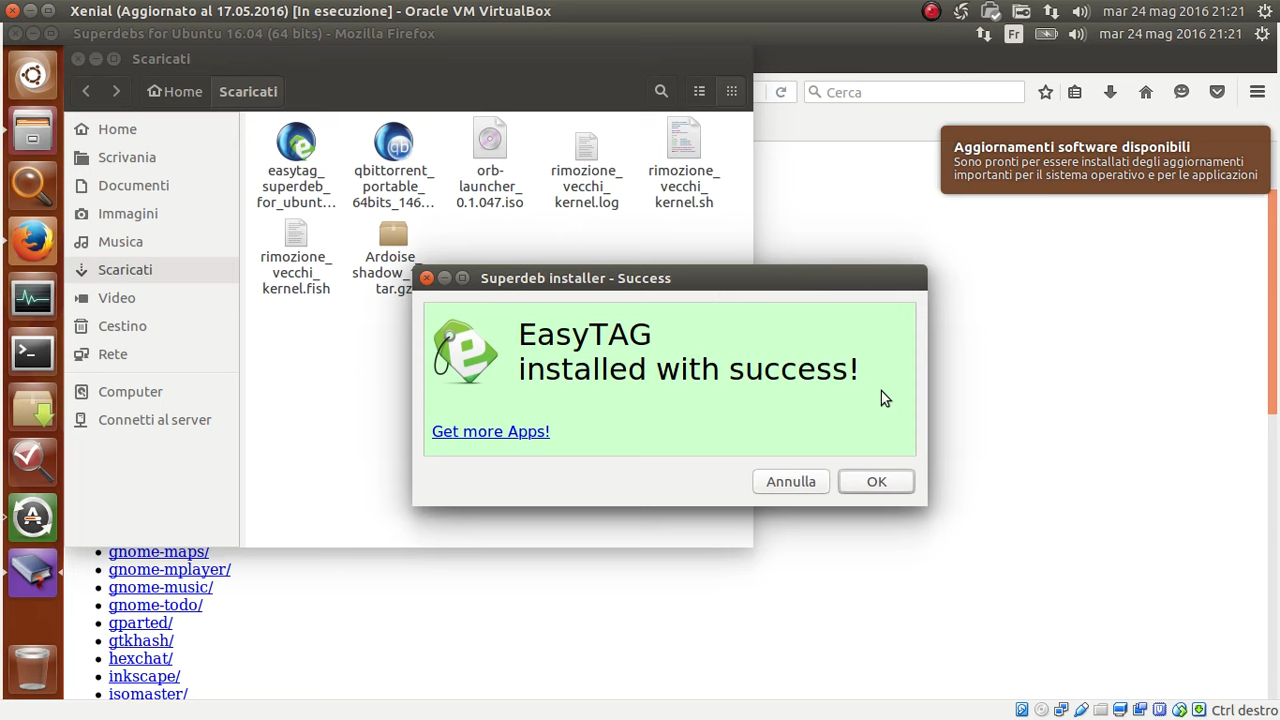 Xenial (Aggiornato al 17.05.2016) [In esecuzione] - Oracle VM VirtualBox
mar 24 mag 2016 21:21
Superdebs for Ubuntu 16.04 (64 bits) - Mozilla Firefox
Fr
mar 24 mag 2016 21:21
Scaricati
Home
Scaricati
Cerca
Home
Scrivania
Documenti
Immagini
Musica
Scaricati
Video
Cestino
Rete
Computer
Connetti al server
easytag_
superdeb_
for_ubunt...
qbittorrent_
portable_
64bits_146...
orb-
launcher_
0.1.047.iso
rimozione_
vecchi_
kernel.log
rimozione_
vecchi_
kernel.sh
rimozione_
vecchi_
kernel.fish
Ardoise_
shadow_
tar.gz
Aggiornamenti software disponibili
Sono pronti per essere installati degli aggiornamenti
importanti per il sistema operativo e per le applicazioni
Superdeb installer - Success
EasyTAG
installed with success!
Get more Apps!
Annulla
OK
gnome-maps/
gnome-mplayer/
gnome-music/
gnome-todo/
gparted/
gtkhash/
hexchat/
inkscape/
isomaster/
Ctrl destro